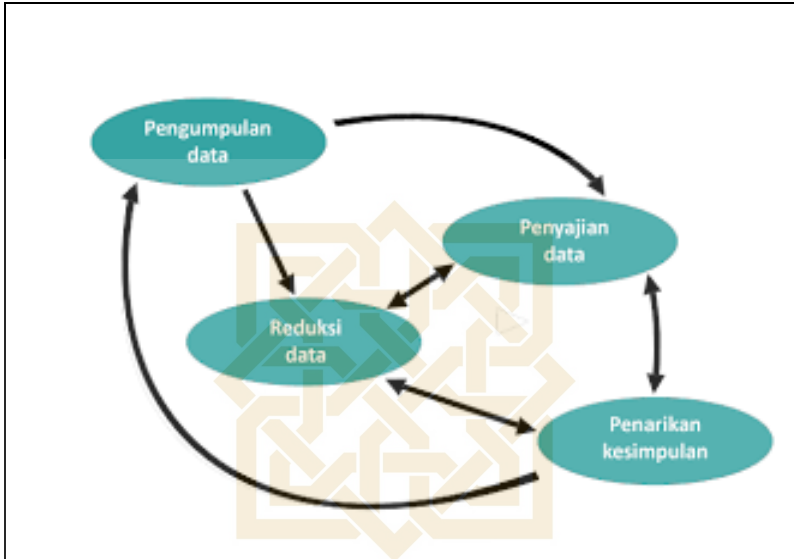 Pengumpulan
data
Penyajian
data
Reduksi
data
Penarikan
kesimpulan